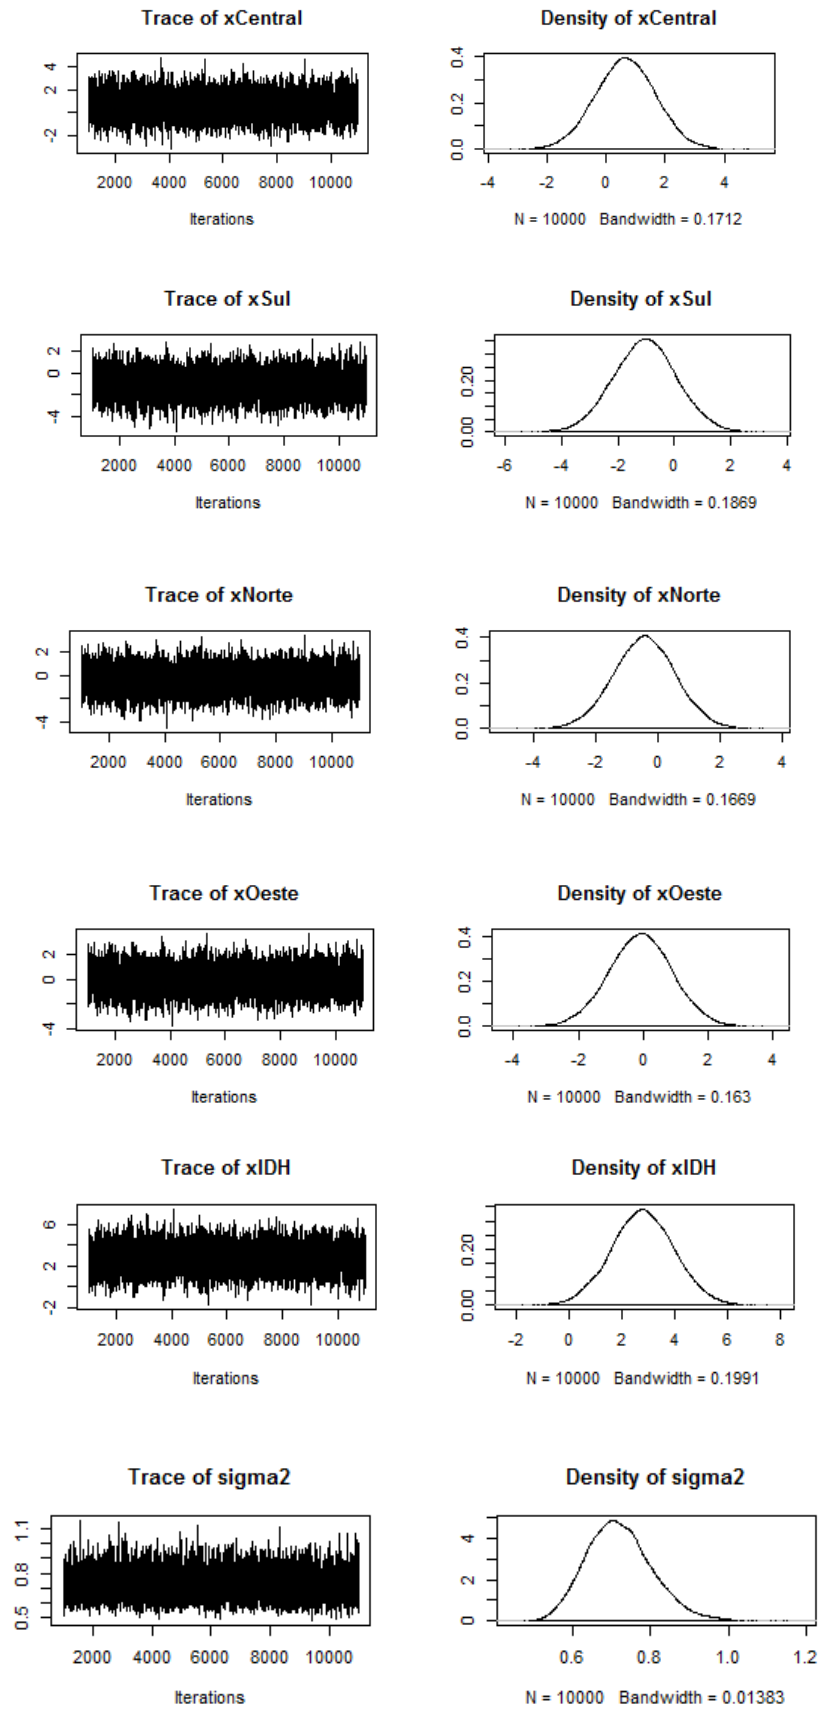 Trace of xCentral
Density of xCentral
4
2
-2
2000 4000 6000 8000 10000
Iterations
0.4
0.2
0.0
-4 -2 0 2 4
N = 10000 Bandwidth = 0.1712
Trace of xSul
Density of xSul
2
0
-4
2000 4000 6000 8000 10000
Iterations
0.20
0.00
-6 -4 -2 0 2 4
N = 10000 Bandwidth = 0.1869
Trace of xNorte
Density of xNorte
2
0
-4
2000 4000 6000 8000 10000
Iterations
0.4
0.2
0.0
-4 -2 0 2 4
N = 10000 Bandwidth = 0.1669
Trace of xOeste
Density of xOeste
2
0
-4
2000 4000 6000 8000 10000
Iterations
0.4
0.2
0.0
-4 -2 0 2 4
N = 10000 Bandwidth = 0.163
Trace of xIDH
Density of xIDH
6
2
-2
2000 4000 6000 8000 10000
Iterations
0.20
0.00
-2 0 2 4 6 8
N = 10000 Bandwidth = 0.1991
Trace of sigma2
Density of sigma2
1.1
0.8
0.5
2000 4000 6000 8000 10000
Iterations
4
2
0
0.6 0.8 1.0 1.2
N = 10000 Bandwidth = 0.01383